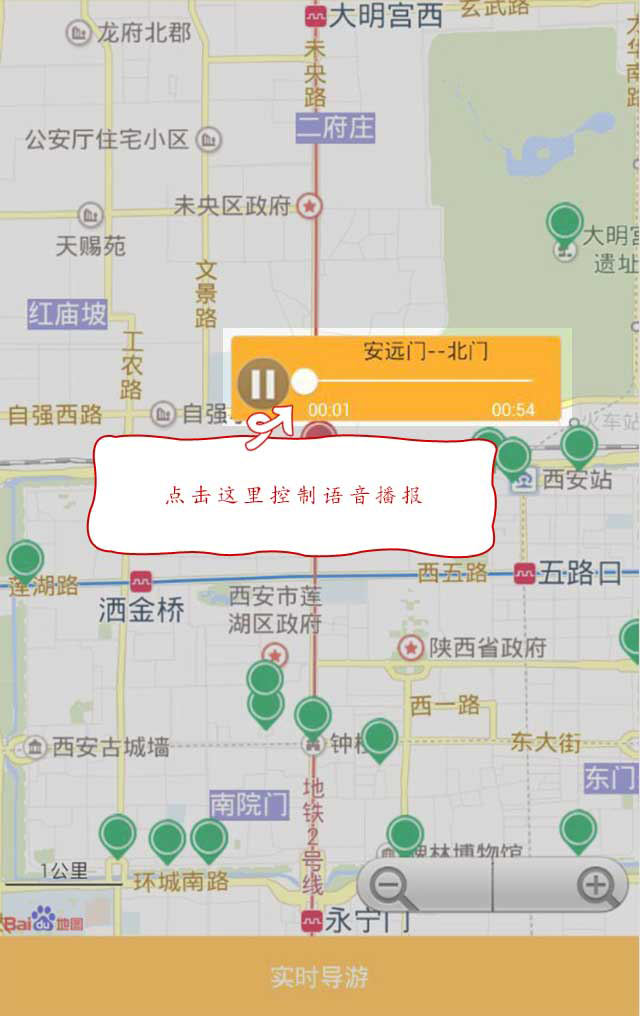 大明宫西
玄武路
龙府北郡
未央路
太华南路
公安厅住宅小区
二府庄
未央区政府
天赐苑
大明宫
遗址
文景路
红庙坡
工农路
安远门--北门
00:01
00:54
自强西路
自强
火车站
点击这里控制语音播报
西安站
莲湖路
西五路
五路口
洒金桥
西安市莲
湖区政府
陕西省政府
西一路
西安古城墙
钟楼
东大街
东门
南院门
地铁2号线
碑林博物馆
1公里
环城南路
Baidu地图
永宁门
实时导游